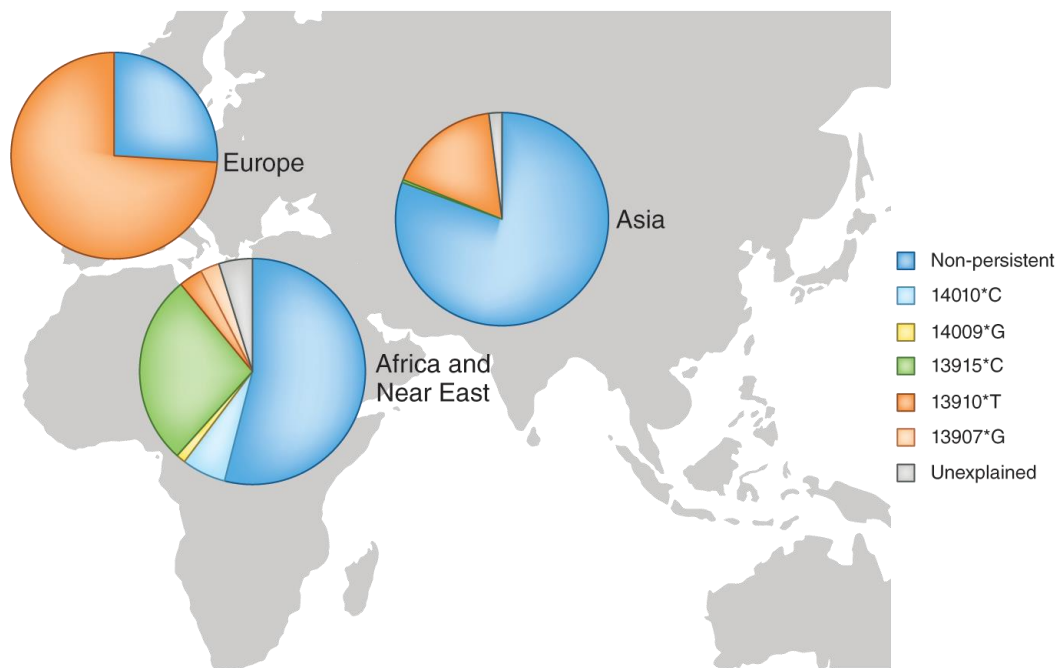 Europe
Asia
Africa and
Near East
Non-persistent
14010*C
14009*G
13915*C
13910*T
13907*G
Unexplained